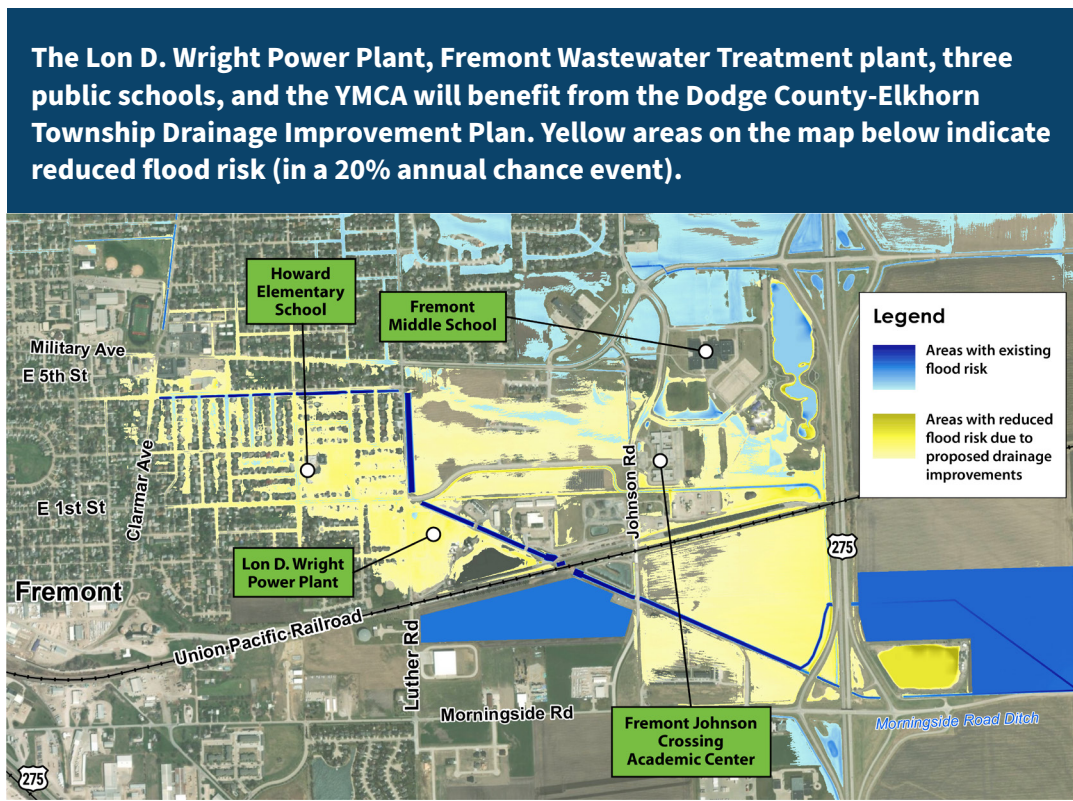 The Lon D. Wright Power Plant, Fremont Wastewater Treatment plant, three
public schools, and the YMCA will benefit from the Dodge County-Elkhorn
Township Drainage Improvement Plan. Yellow areas on the map below indicate
reduced flood risk (in a 20% annual chance event).
Howard
Elementary
School
Fremont
Middle School
Legend
Areas with existing
flood risk
Areas with reduced
flood risk due to
proposed drainage
improvements
Military Ave
E 5th St
Clarmar Ave
E 1st St
Johnson Rd
275
Lon D. Wright
Power Plant
Fremont
Union Pacific Railroad
Luther Rd
Morningside Rd
Fremont Johnson
Crossing
Academic Center
Morningside Road Ditch
275